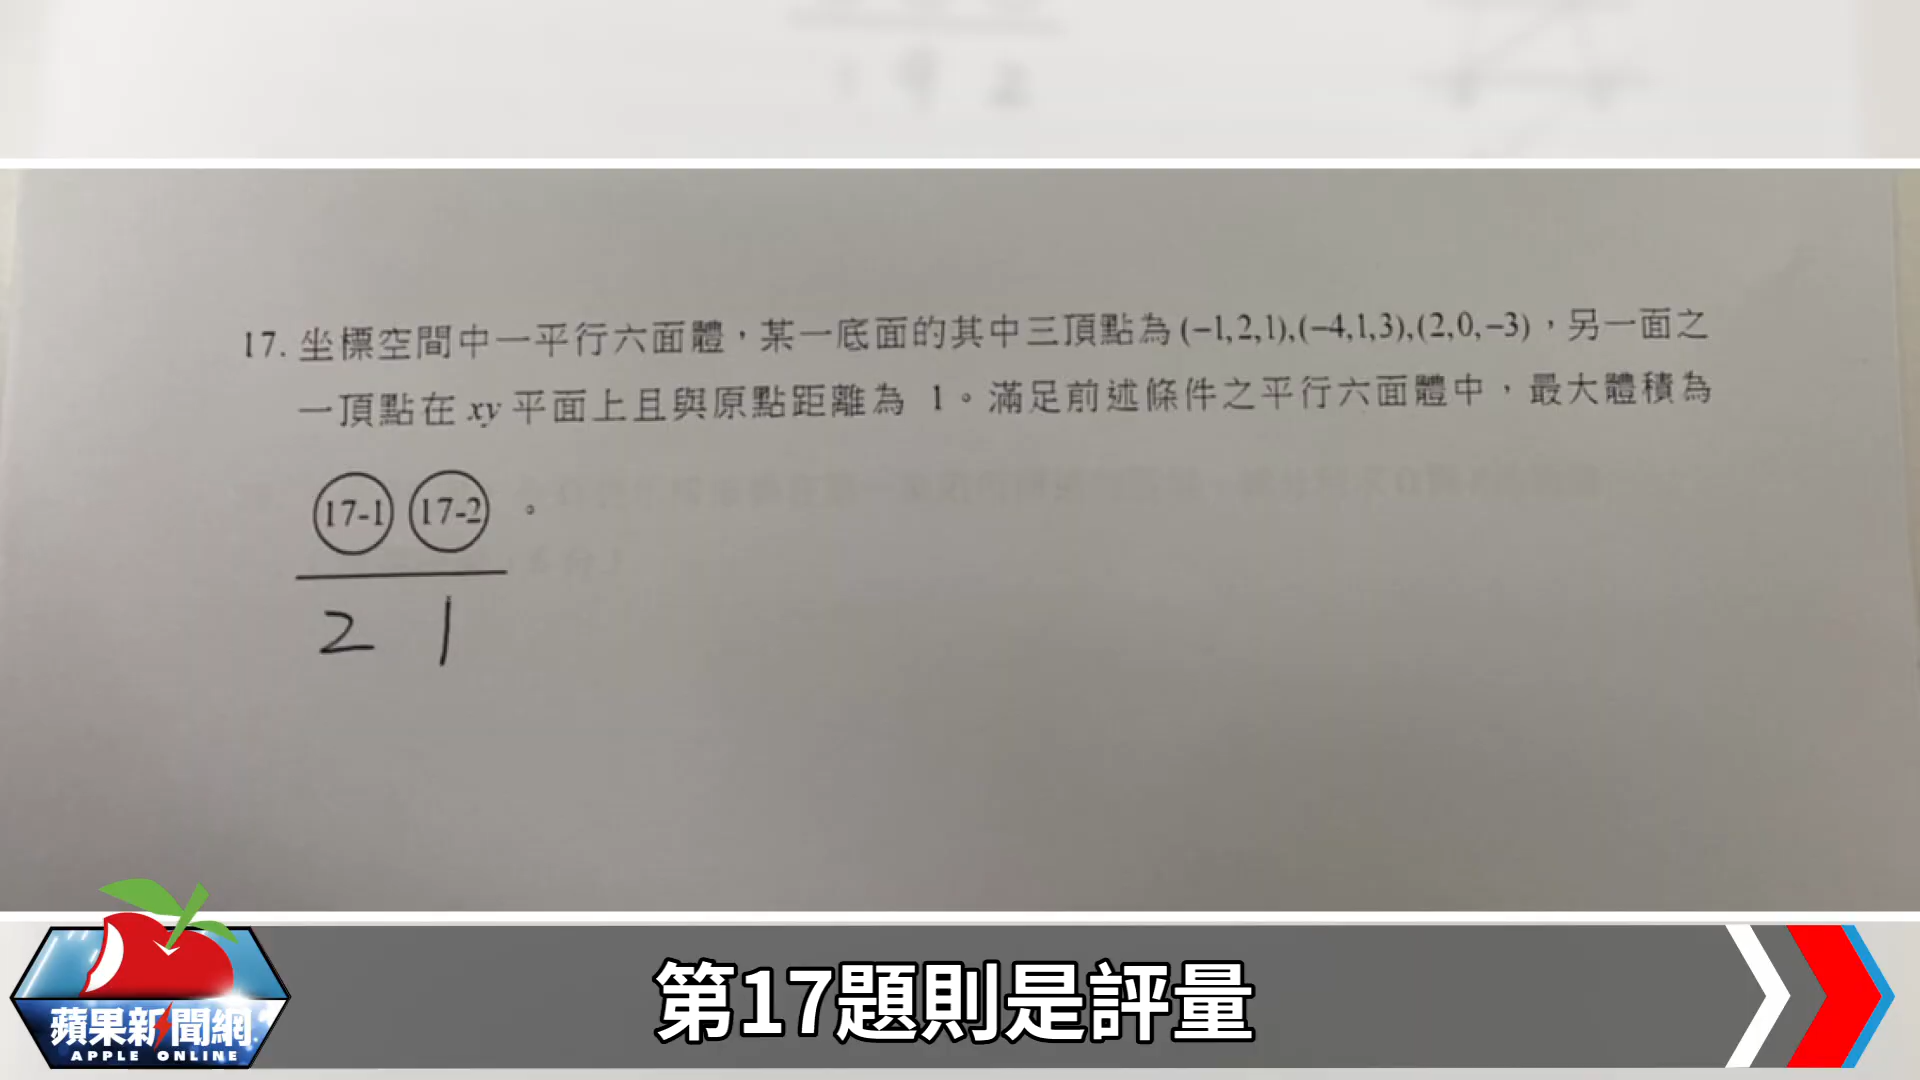 1 9 2
17. 坐標空間中一平行六面體，某一底面的其中三頂點為 (−1,2,1),(−4,1,3),(2,0,−3)，另一面之
一頂點在 xy 平面上且與原點距離為 1。滿足前述條件之平行六面體中，最大體積為
17-1 17-2 。
2 1
蘋果新聞網
APPLE ONLINE
第17題則是評量